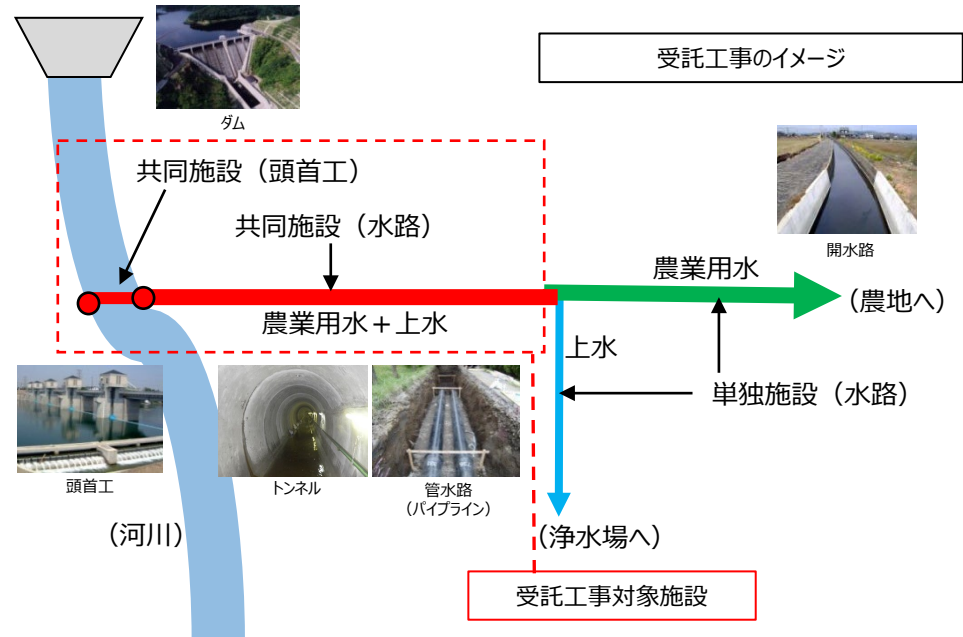 受託工事のイメージ
ダム
共同施設（頭首工）
共同施設（水路）
開水路
農業用水
（農地へ）
農業用水＋上水
上水
単独施設（水路）
頭首工
トンネル
管水路
（パイプライン）
（河川）
（浄水場へ）
受託工事対象施設